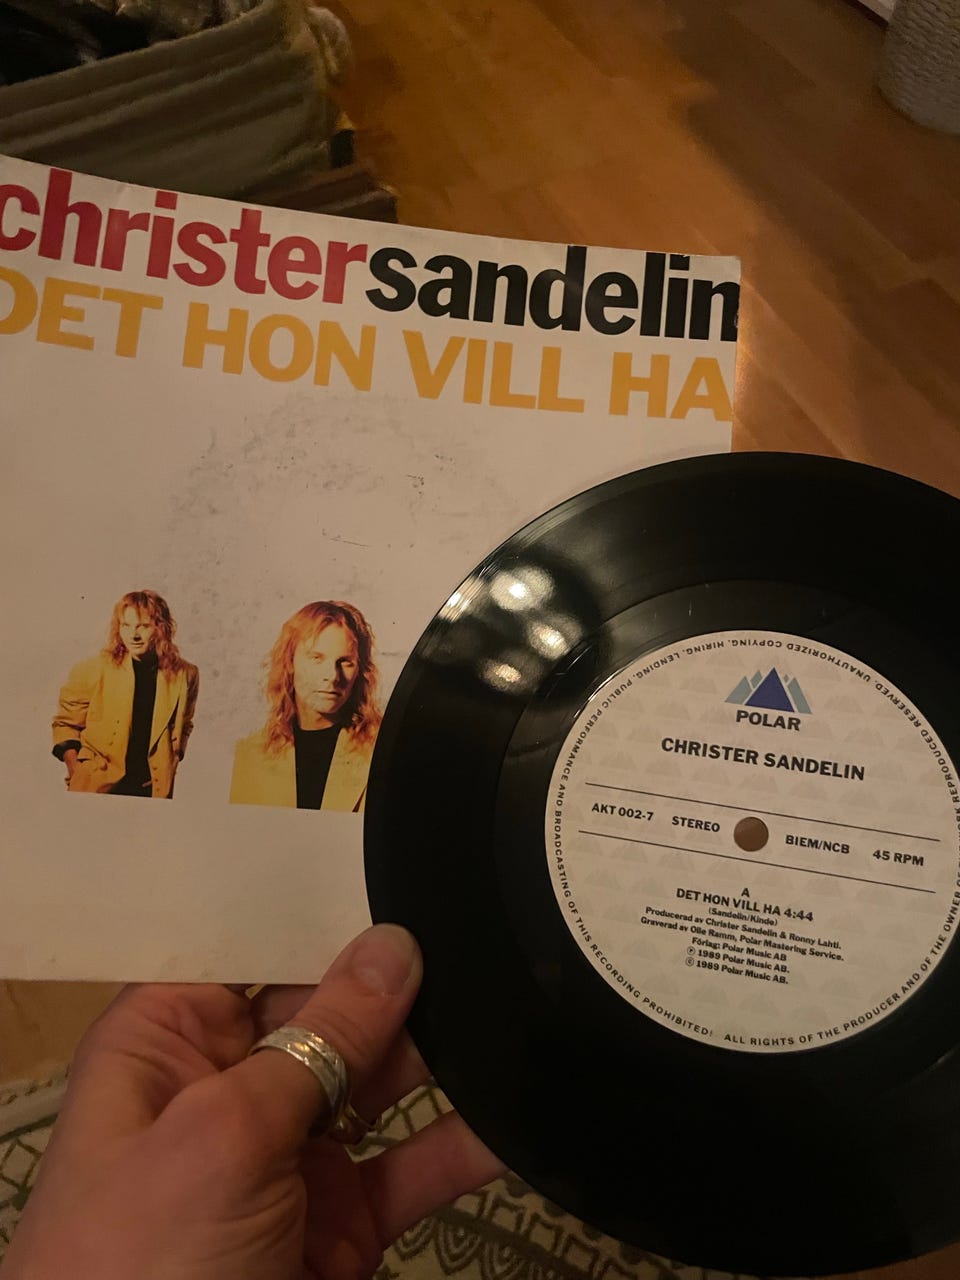 christersandelin
DET HON VILL HA
POLAR
CHRISTER SANDELIN
AKT 002-7 STEREO BIEM/NCB 45 RPM
A
DET HON VILL HA 4:44
(Sandelin/Kinde)
Producerad av Christer Sandelin & Ronny Lahti.
Graverad av Olle Ramm, Polar Mastering Service.
Förlag: Polar Music AB
℗ 1989 Polar Music AB.
© 1989 Polar Music AB.
ALL RIGHTS OF THE PRODUCER AND OF THE OWNER OF REPRODUCED RESERVED. UNAUTHORIZED COPYING, HIRING, LENDING, PUBLIC PERFORMANCE AND BROADCASTING OF THIS RECORDING PROHIBITED!